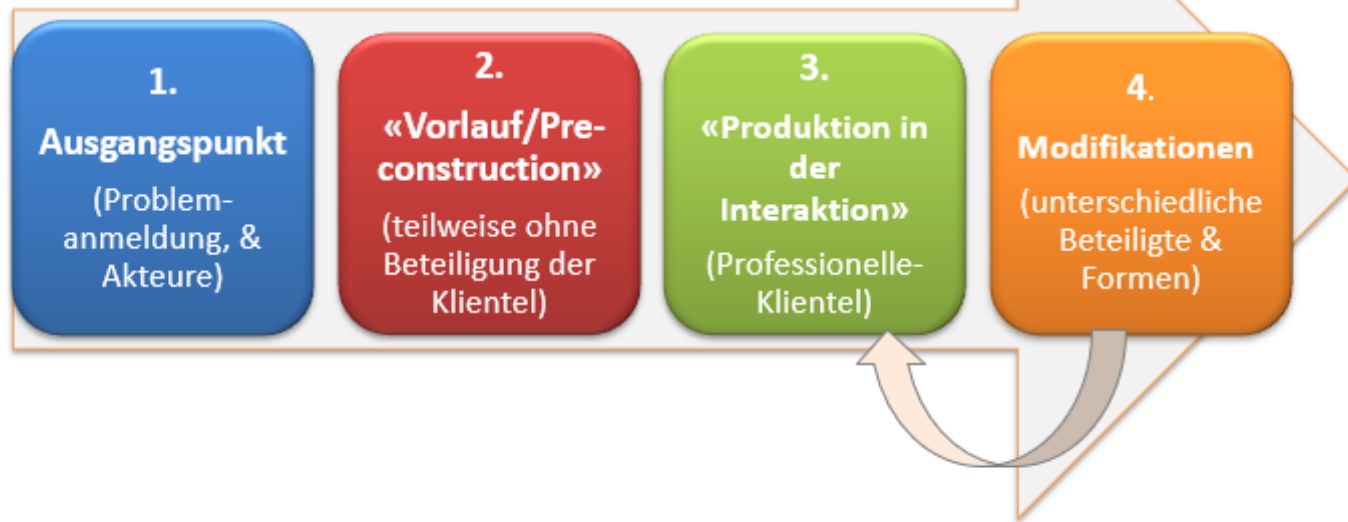 1.
Ausgangspunkt
(Problem-
anmeldung, &
Akteure)
2.
«Vorlauf/Pre-
construction»
(teilweise ohne
Beteiligung der
Klientel)
3.
«Produktion in
der
Interaktion»
(Professionelle-
Klientel)
4.
Modifikationen
(unterschiedliche
Beteiligte &
Formen)